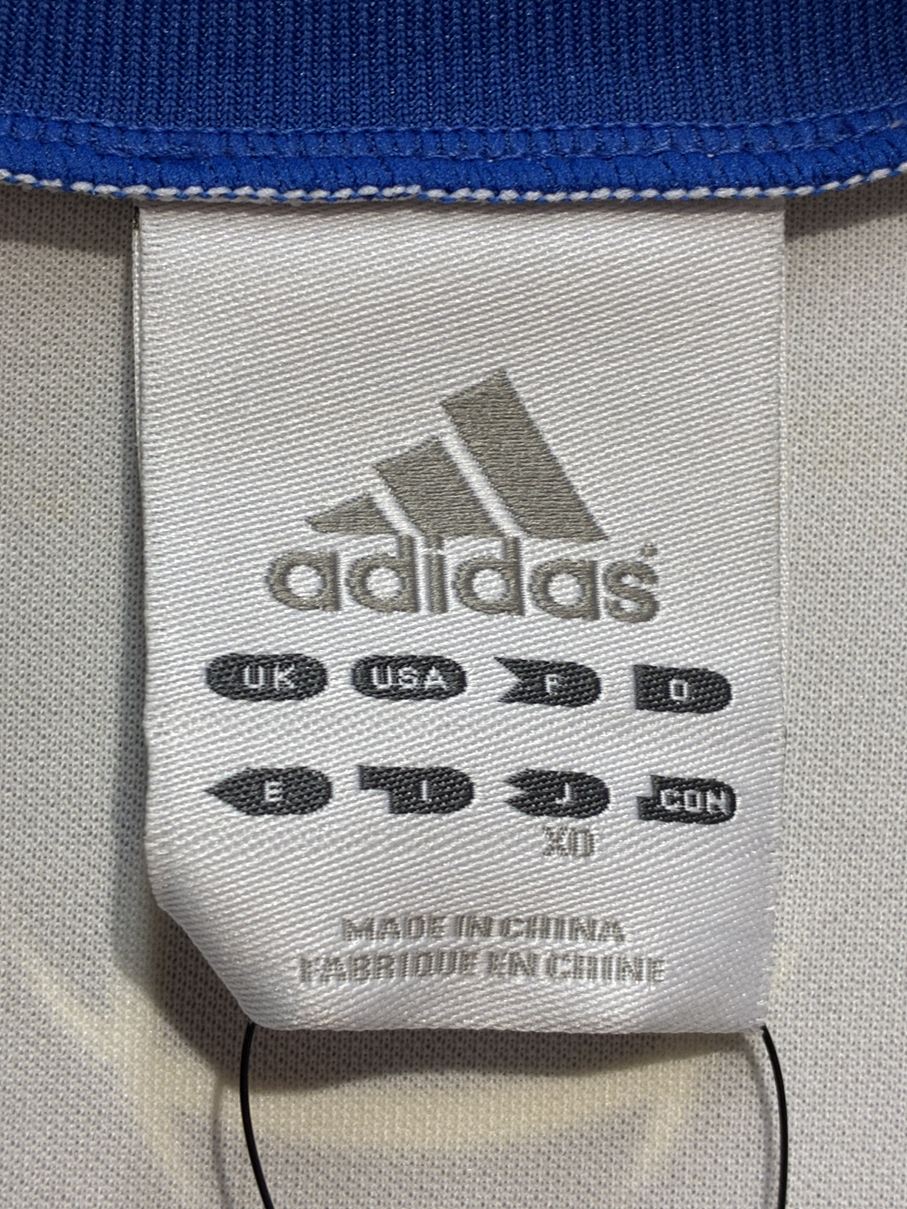 adidas®
UK USA F D
E I J CON
XO
MADE IN CHINA
FABRIQUE EN CHINE